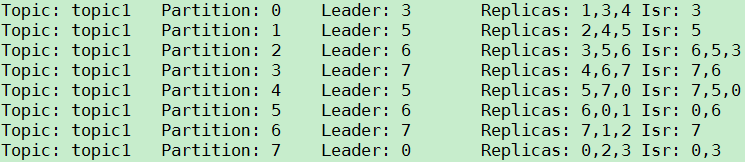 Topic: topic1 Partition: 0 Leader: 3 Replicas: 1,3,4 Isr: 3
Topic: topic1 Partition: 1 Leader: 5 Replicas: 2,4,5 Isr: 5
Topic: topic1 Partition: 2 Leader: 6 Replicas: 3,5,6 Isr: 6,5,3
Topic: topic1 Partition: 3 Leader: 7 Replicas: 4,6,7 Isr: 7,6
Topic: topic1 Partition: 4 Leader: 5 Replicas: 5,7,0 Isr: 7,5,0
Topic: topic1 Partition: 5 Leader: 6 Replicas: 6,0,1 Isr: 0,6
Topic: topic1 Partition: 6 Leader: 7 Replicas: 7,1,2 Isr: 7
Topic: topic1 Partition: 7 Leader: 0 Replicas: 0,2,3 Isr: 0,3